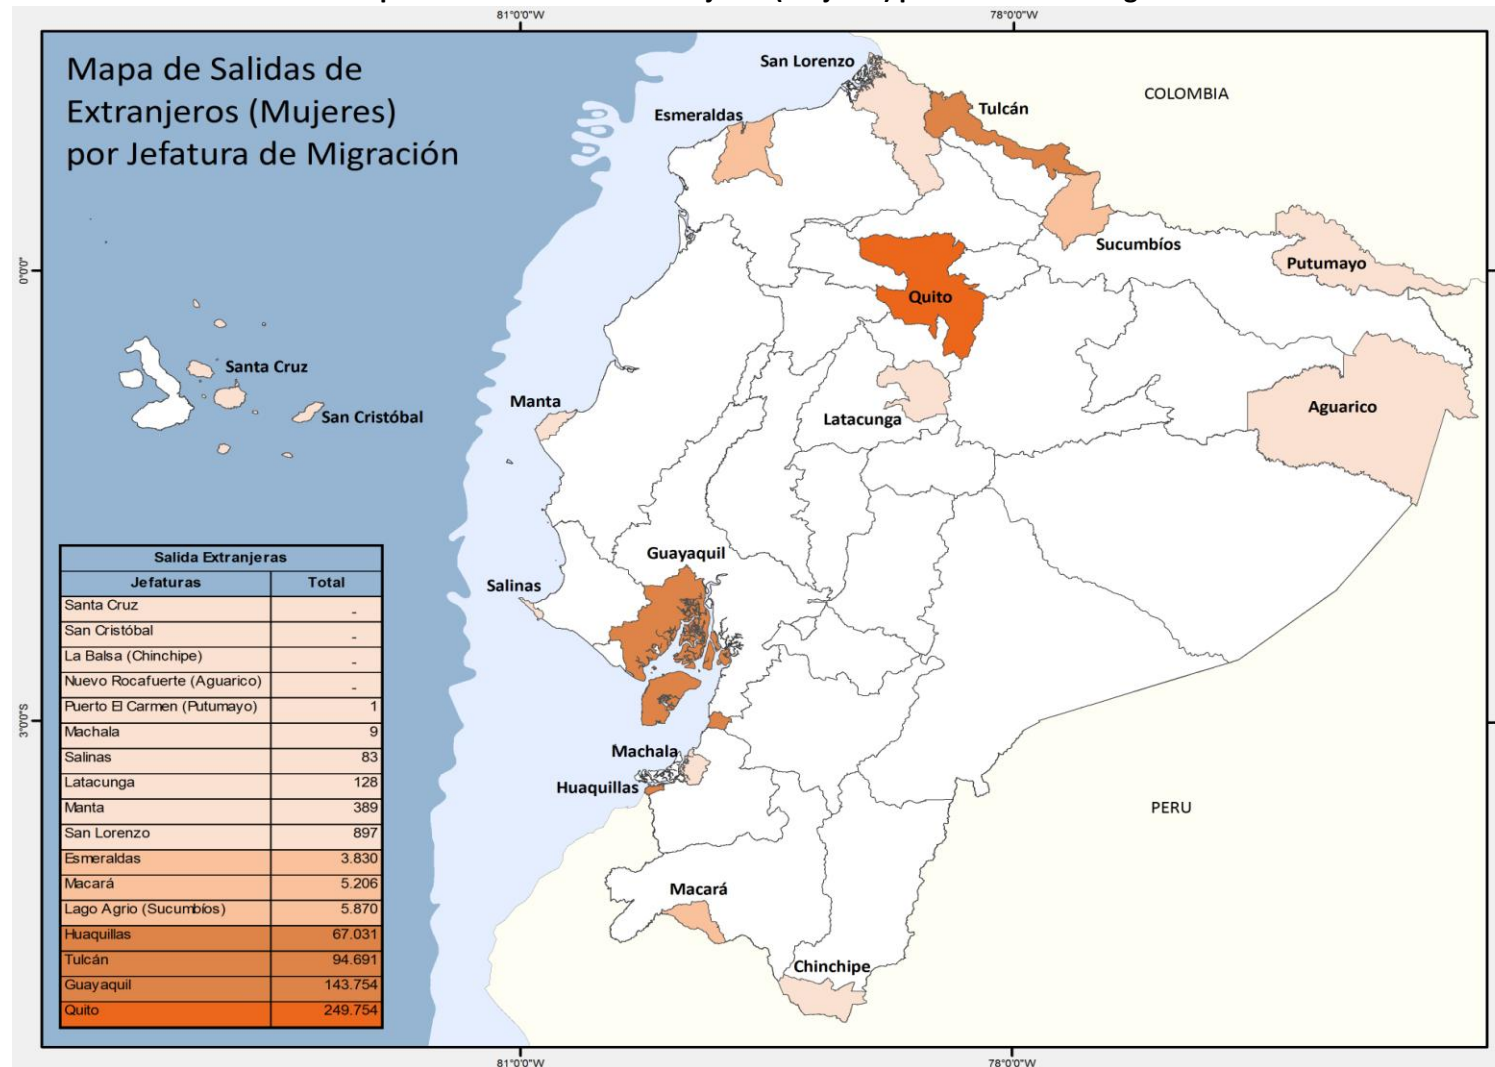 81°0'0"W
78°0'0"W
Mapa de Salidas de
Extranjeros (Mujeres)
por Jefatura de Migración
San Lorenzo
COLOMBIA
Esmeraldas
Tulcán
Sucumbíos
0°0'0"
Putumayo
Quito
Santa Cruz
San Cristóbal
Manta
Latacunga
Aguarico
Guayaquil
Salinas
3°0'0"S
Machala
Huaquillas
PERU
Macará
Chinchipe
Salida Extranjeras
Jefaturas Total
Santa Cruz -
San Cristóbal -
La Balsa (Chinchipe) -
Nuevo Rocafuerte (Aguarico) -
Puerto El Carmen (Putumayo) 1
Machala 9
Salinas 83
Latacunga 128
Manta 389
San Lorenzo 897
Esmeraldas 3.830
Macará 5.206
Lago Agrio (Sucumbíos) 5.870
Huaquillas 67.031
Tulcán 94.691
Guayaquil 143.754
Quito 249.754
81°0'0"W
78°0'0"W